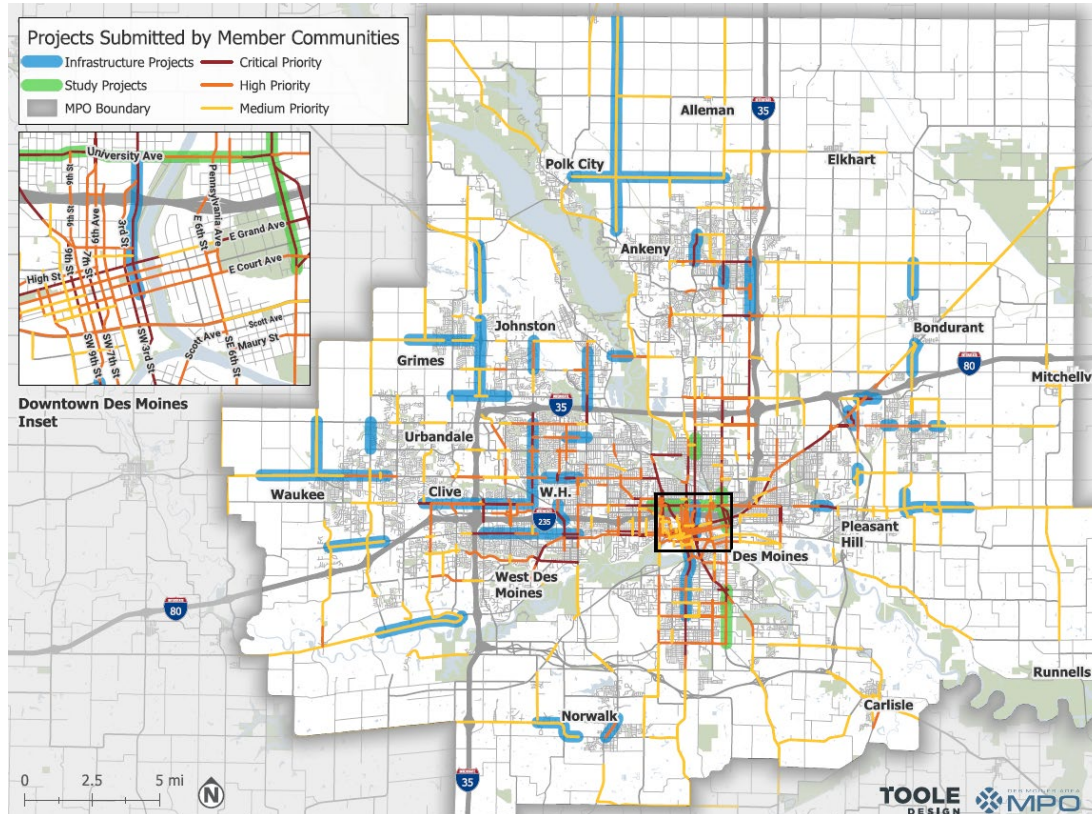 Projects Submitted by Member Communities
Infrastructure Projects
Critical Priority
Study Projects
High Priority
MPO Boundary
Medium Priority
University Ave
9th St
9th St
6th Ave
3rd St
Pennsylvania Ave
E 6th St
E Grand Ave
E Court Ave
High St
9th St
7th St
Scott Ave
Scott Ave
Maury St
SW 9th St
SW 7th St
SW 3rd St
SE 6th St
Downtown Des Moines
Inset
Alleman
35
Elkhart
Polk City
Ankeny
Johnston
Grimes
Bondurant
80
Mitchellv
35
Urbandale
Waukee
Clive
W.H.
235
Pleasant
Hill
Des Moines
West Des
Moines
80
Runnells
Carlisle
Norwalk
35
0 2.5 5 mi
N
TOOLE
DESIGN
DES MOINES AREA
MPO